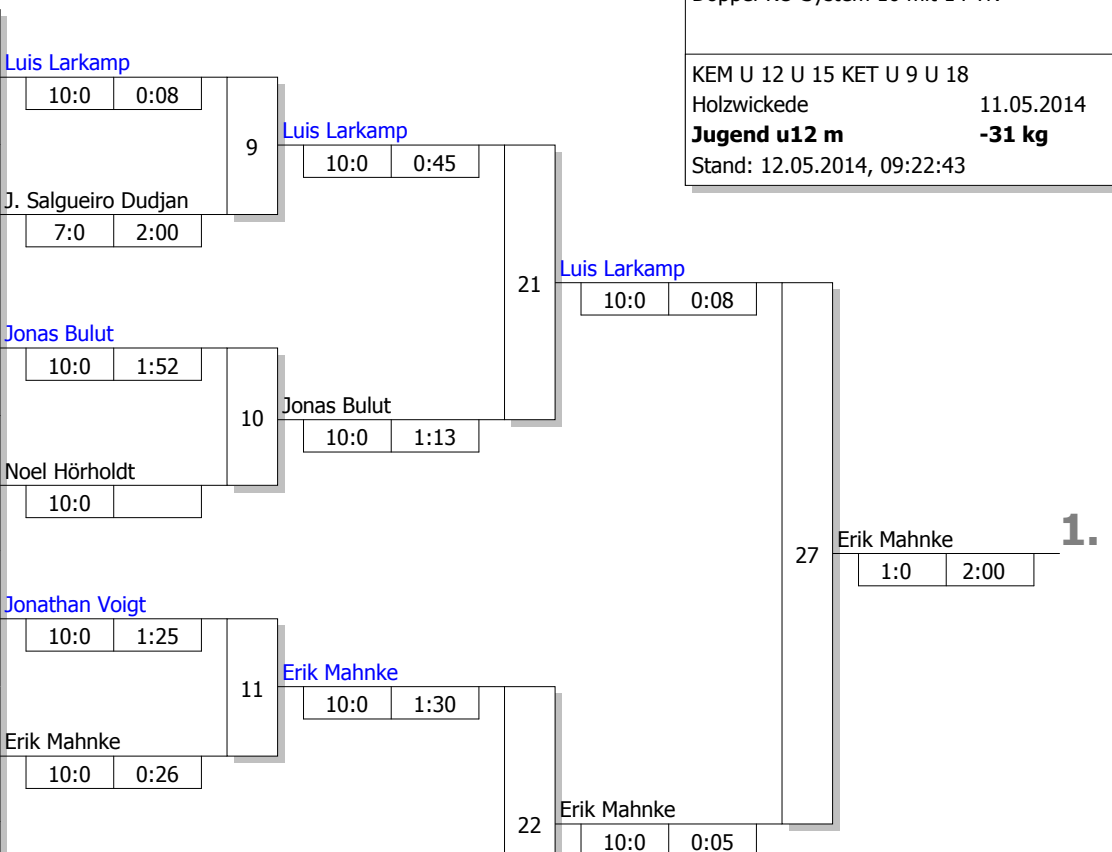 KEM U 12 U 15 KET U 9 U 18
Holzwickede 11.05.2014
Jugend u12 m -31 kg
Stand: 12.05.2014, 09:22:43
Luis Larkamp
10:0 0:08
9
Luis Larkamp
10:0 0:45
J. Salgueiro Dudjan
7:0 2:00
21
Luis Larkamp
10:0 0:08
Jonas Bulut
10:0 1:52
10
Jonas Bulut
10:0 1:13
Noel Hörholdt
10:0
27
Erik Mahnke
1.
1:0 2:00
Jonathan Voigt
10:0 1:25
11
Erik Mahnke
10:0 1:30
Erik Mahnke
10:0 0:26
22
Erik Mahnke
10:0 0:05